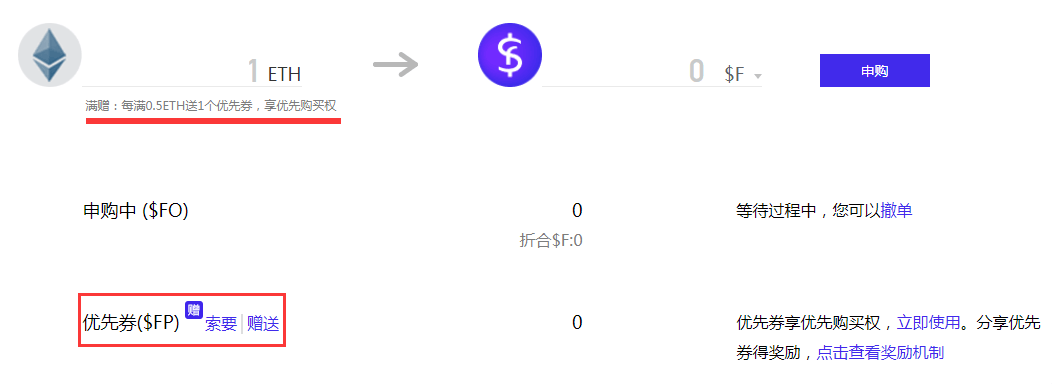 1 ETH 0 $F 申购
满赠：每满0.5ETH送1个优先券，享优先购买权
申购中 ($FO) 0 等待过程中，您可以撤单
折合$F:0
优先券($FP) 赠 索要 赠送 0 优先券享优先购买权，立即使用。分享优先
券得奖励，点击查看奖励机制